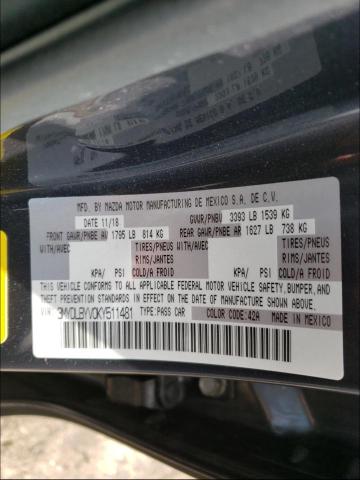 MFD. BY MAZDA MOTOR MANUFACTURING DE MEXICO S.A. DE C.V.
DATE 11/18 GVWR/PNBV 3393 LB 1539 KG
FRONT GAWR/PNBE AV 1795 LB 814 KG REAR GAWR/PNBE AR 1627 LB 738 KG
WITH/AVEC TIRES/PNEUS WITH/AVEC TIRES/PNEUS
RIMS/JANTES RIMS/JANTES
KPA/ PSI COLD/A FROID KPA/ PSI COLD/A FROID
THIS VEHICLE CONFORMS TO ALL APPLICABLE FEDERAL MOTOR VEHICLE SAFETY, BUMPER, AND
THEFT PREVENTION STANDARDS IN EFFECT ON THE DATE OF MANUFACTURE SHOWN ABOVE.
VIN: 3MYDLBYV0KY511481 TYPE:PASS CAR COLOR CODE:42A MADE IN MEXICO